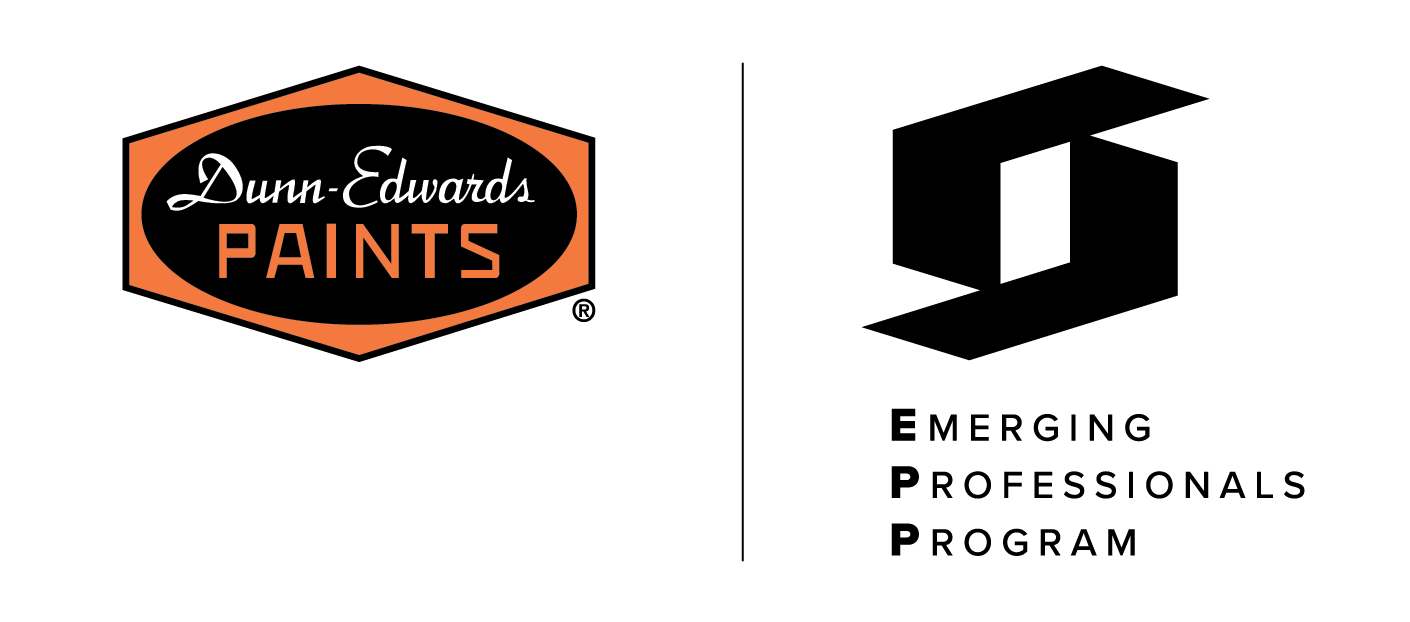 Dunn-Edwards
PAINTS
®
EMERGING
PROFESSIONALS
PROGRAM